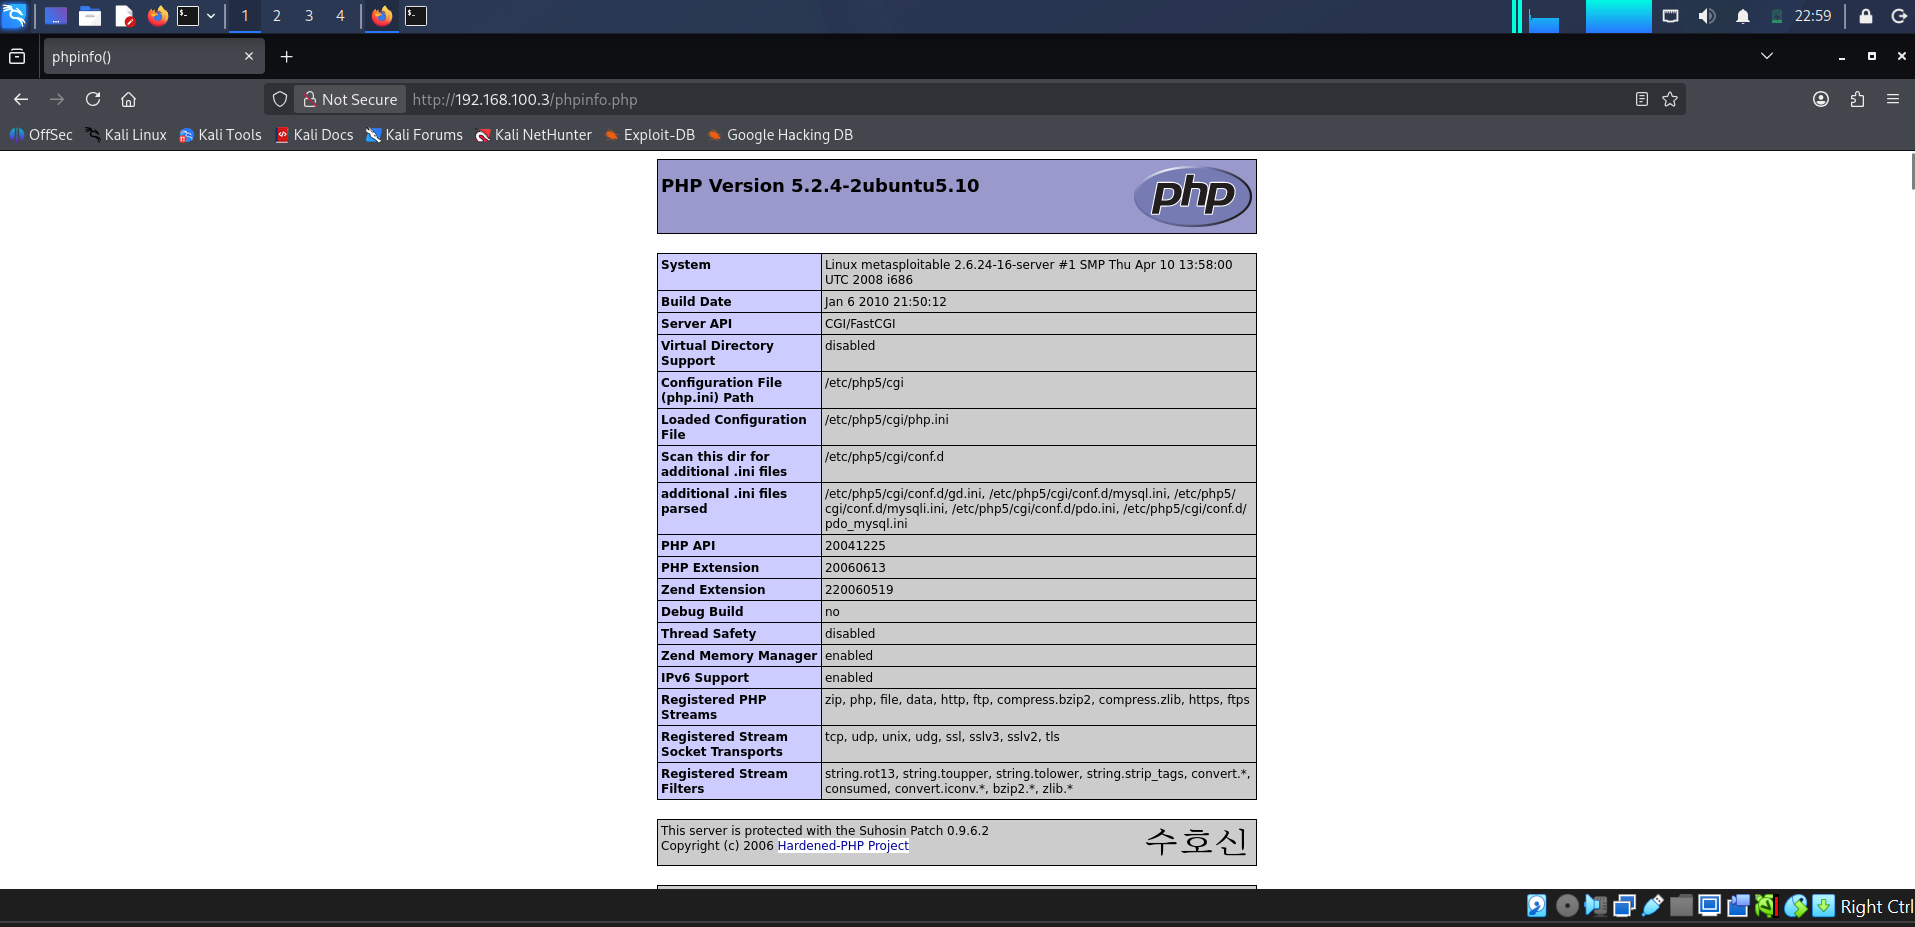 1 2 3 4 22:59
phpinfo()
Not Secure http://192.168.100.3/phpinfo.php
OffSec Kali Linux Kali Tools Kali Docs Kali Forums Kali NetHunter Exploit-DB Google Hacking DB
PHP Version 5.2.4-2ubuntu5.10
php
System Linux metasploitable 2.6.24-16-server #1 SMP Thu Apr 10 13:58:00
UTC 2008 i686
Build Date Jan 6 2010 21:50:12
Server API CGI/FastCGI
Virtual Directory disabled
Support
Configuration File /etc/php5/cgi
(php.ini) Path
Loaded Configuration /etc/php5/cgi/php.ini
File
Scan this dir for /etc/php5/cgi/conf.d
additional .ini files
additional .ini files /etc/php5/cgi/conf.d/gd.ini, /etc/php5/cgi/conf.d/mysql.ini, /etc/php5/
parsed cgi/conf.d/mysqli.ini, /etc/php5/cgi/conf.d/pdo.ini, /etc/php5/cgi/conf.d/
pdo_mysql.ini
PHP API 20041225
PHP Extension 20060613
Zend Extension 220060519
Debug Build no
Thread Safety disabled
Zend Memory Manager enabled
IPv6 Support enabled
Registered PHP zip, php, file, data, http, ftp, compress.bzip2, compress.zlib, https, ftps
Streams
Registered Stream tcp, udp, unix, udg, ssl, sslv3, sslv2, tls
Socket Transports
Registered Stream string.rot13, string.toupper, string.tolower, string.strip_tags, convert.*,
Filters consumed, convert.iconv.*, bzip2.*, zlib.*
This server is protected with the Suhosin Patch 0.9.6.2
Copyright (c) 2006 Hardened-PHP Project
수호신
Right Ctrl